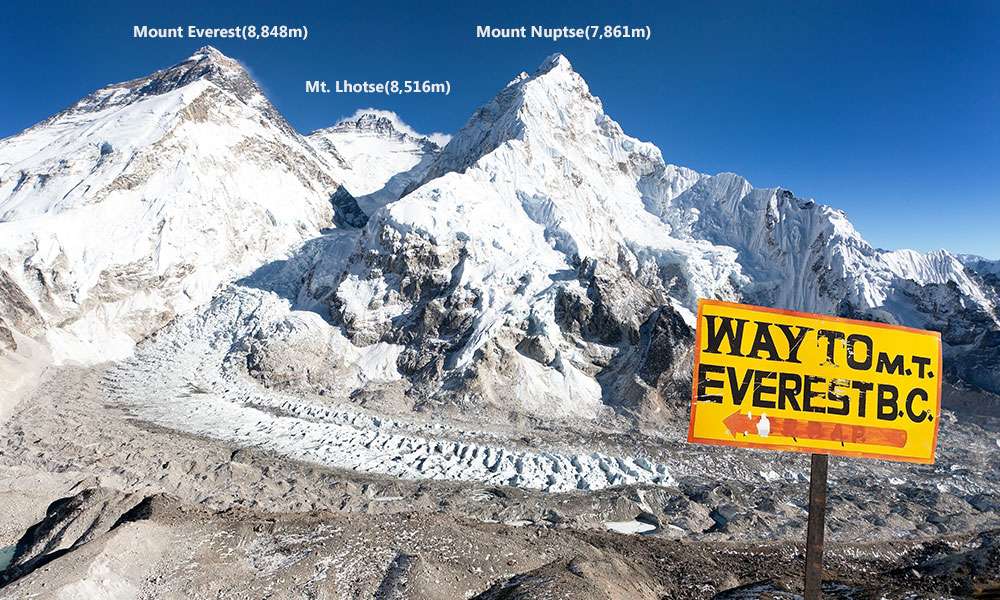 Mount Everest(8,848m)
Mount Nuptse(7,861m)
Mt. Lhotse(8,516m)
WAY TO M.T.
EVEREST B.C.